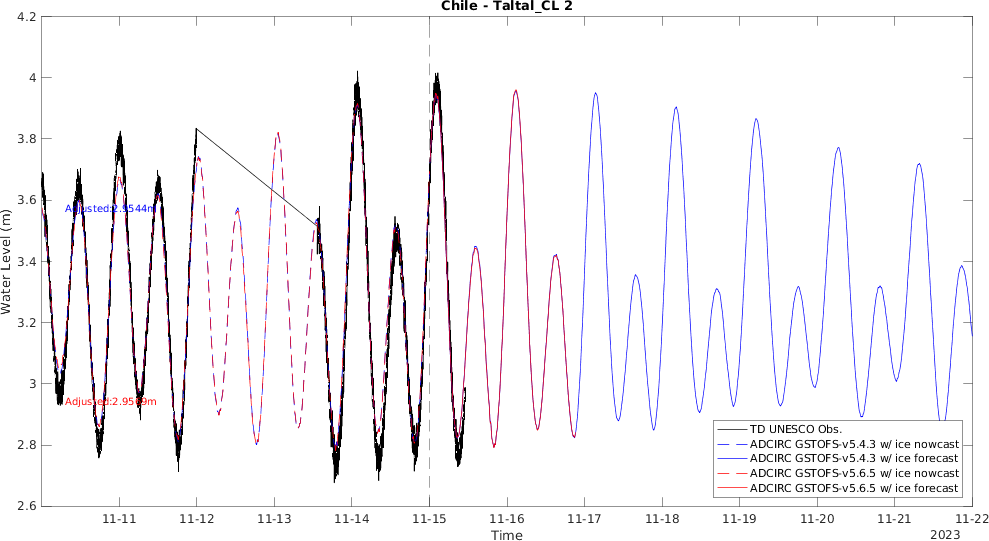 Chile - Taltal_CL 2
4.2
4
3.8
3.6
3.4
3.2
3
2.8
2.6
Water Level (m)
Adjusted:2.9544m
Adjusted:2.9569m
TD UNESCO Obs.
ADCIRC GSTOFS-v5.4.3 w/ ice nowcast
ADCIRC GSTOFS-v5.4.3 w/ ice forecast
ADCIRC GSTOFS-v5.6.5 w/ ice nowcast
ADCIRC GSTOFS-v5.6.5 w/ ice forecast
11-11 11-12 11-13 11-14 11-15 11-16 11-17 11-18 11-19 11-20 11-21 11-22
Time
2023